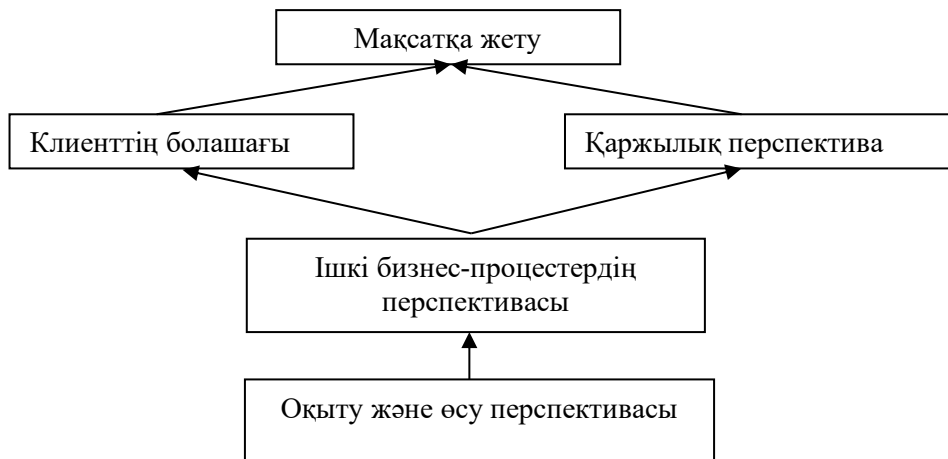 Мақсатқа жету
Клиенттің болашағы
Қаржылық перспектива
Ішкі бизнес-процестердің
перспективасы
Оқыту және өсу перспективасы